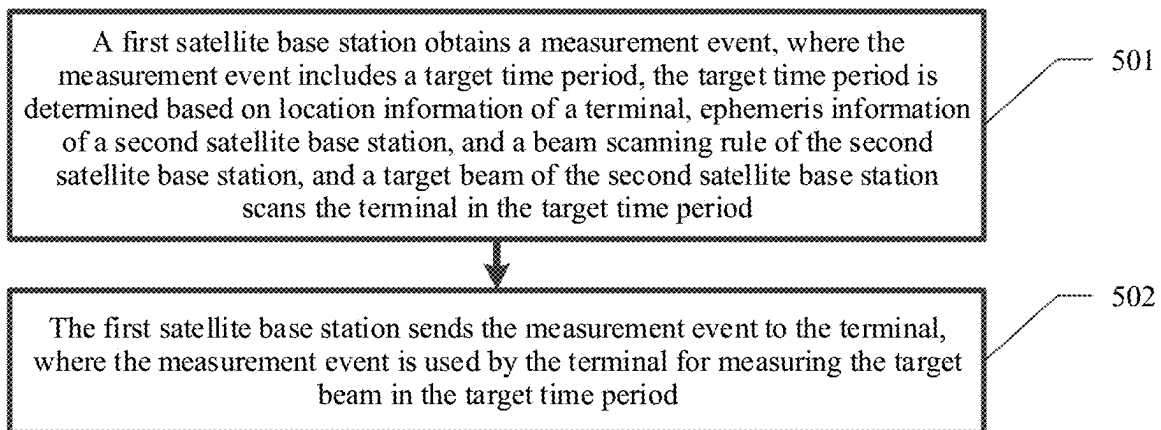 A first satellite base station obtains a measurement event, where the
measurement event includes a target time period, the target time period is
determined based on location information of a terminal, ephemeris information
of a second satellite base station, and a beam scanning rule of the second
satellite base station, and a target beam of the second satellite base station
scans the terminal in the target time period
501
The first satellite base station sends the measurement event to the terminal,
where the measurement event is used by the terminal for measuring the target
beam in the target time period
502